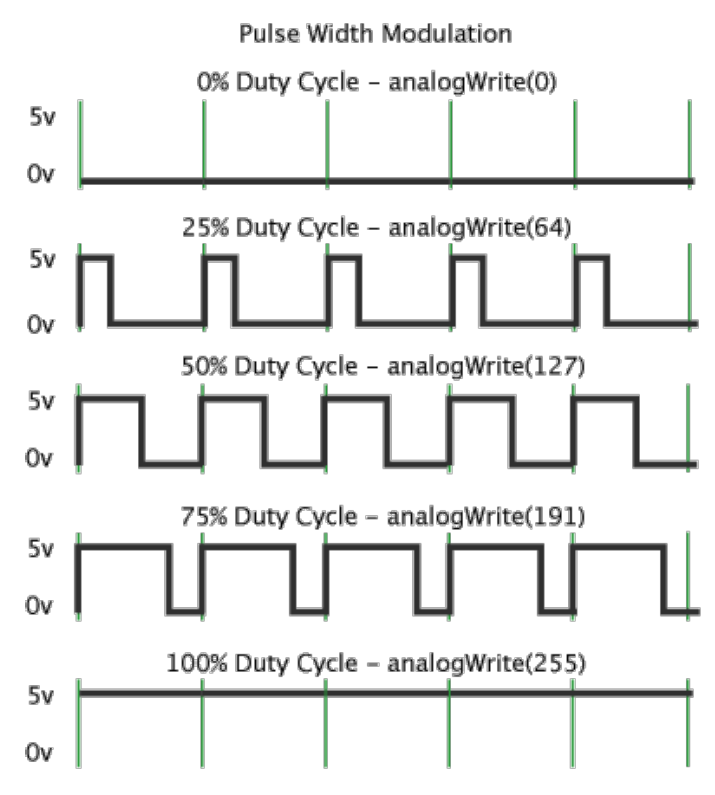 Pulse Width Modulation
0% Duty Cycle – analogWrite(0)
5v
0v
25% Duty Cycle – analogWrite(64)
5v
0v
50% Duty Cycle – analogWrite(127)
5v
0v
75% Duty Cycle – analogWrite(191)
5v
0v
100% Duty Cycle – analogWrite(255)
5v
0v